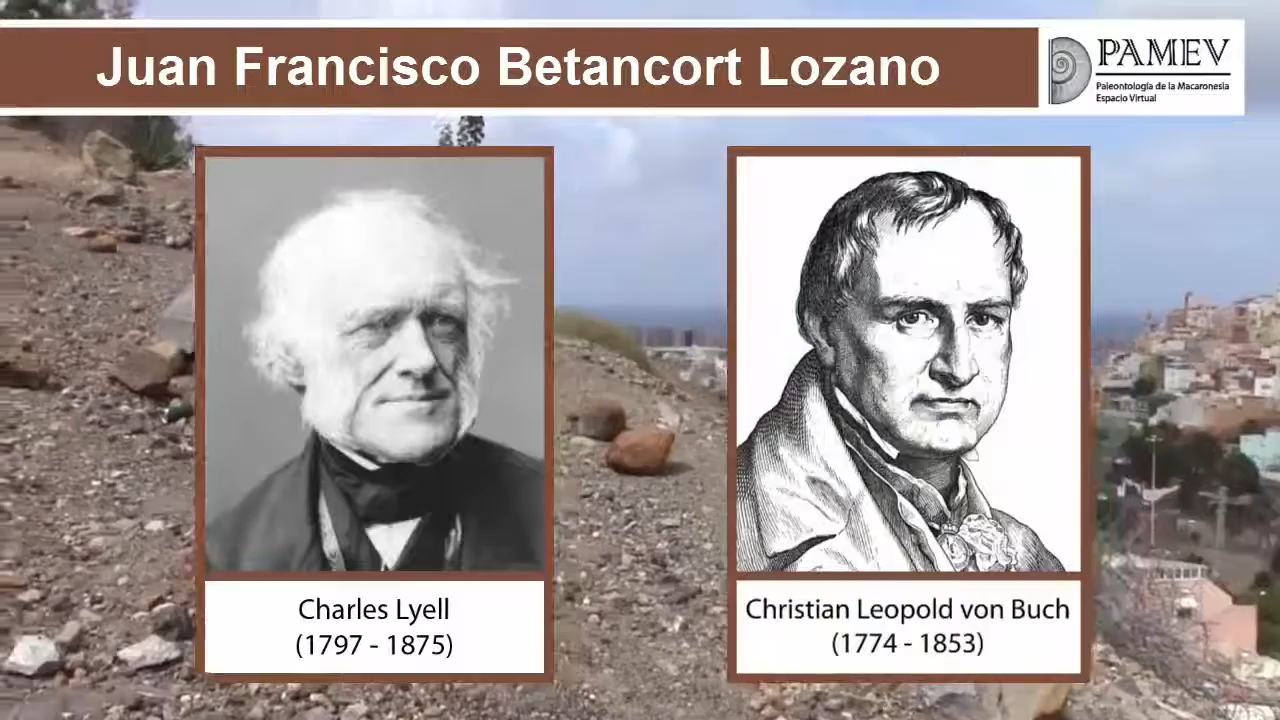 Juan Francisco Betancort Lozano
PAMEV
Paleontología de la Macaronesia
Espacio Virtual
Charles Lyell
(1797 - 1875)
Christian Leopold von Buch
(1774 - 1853)